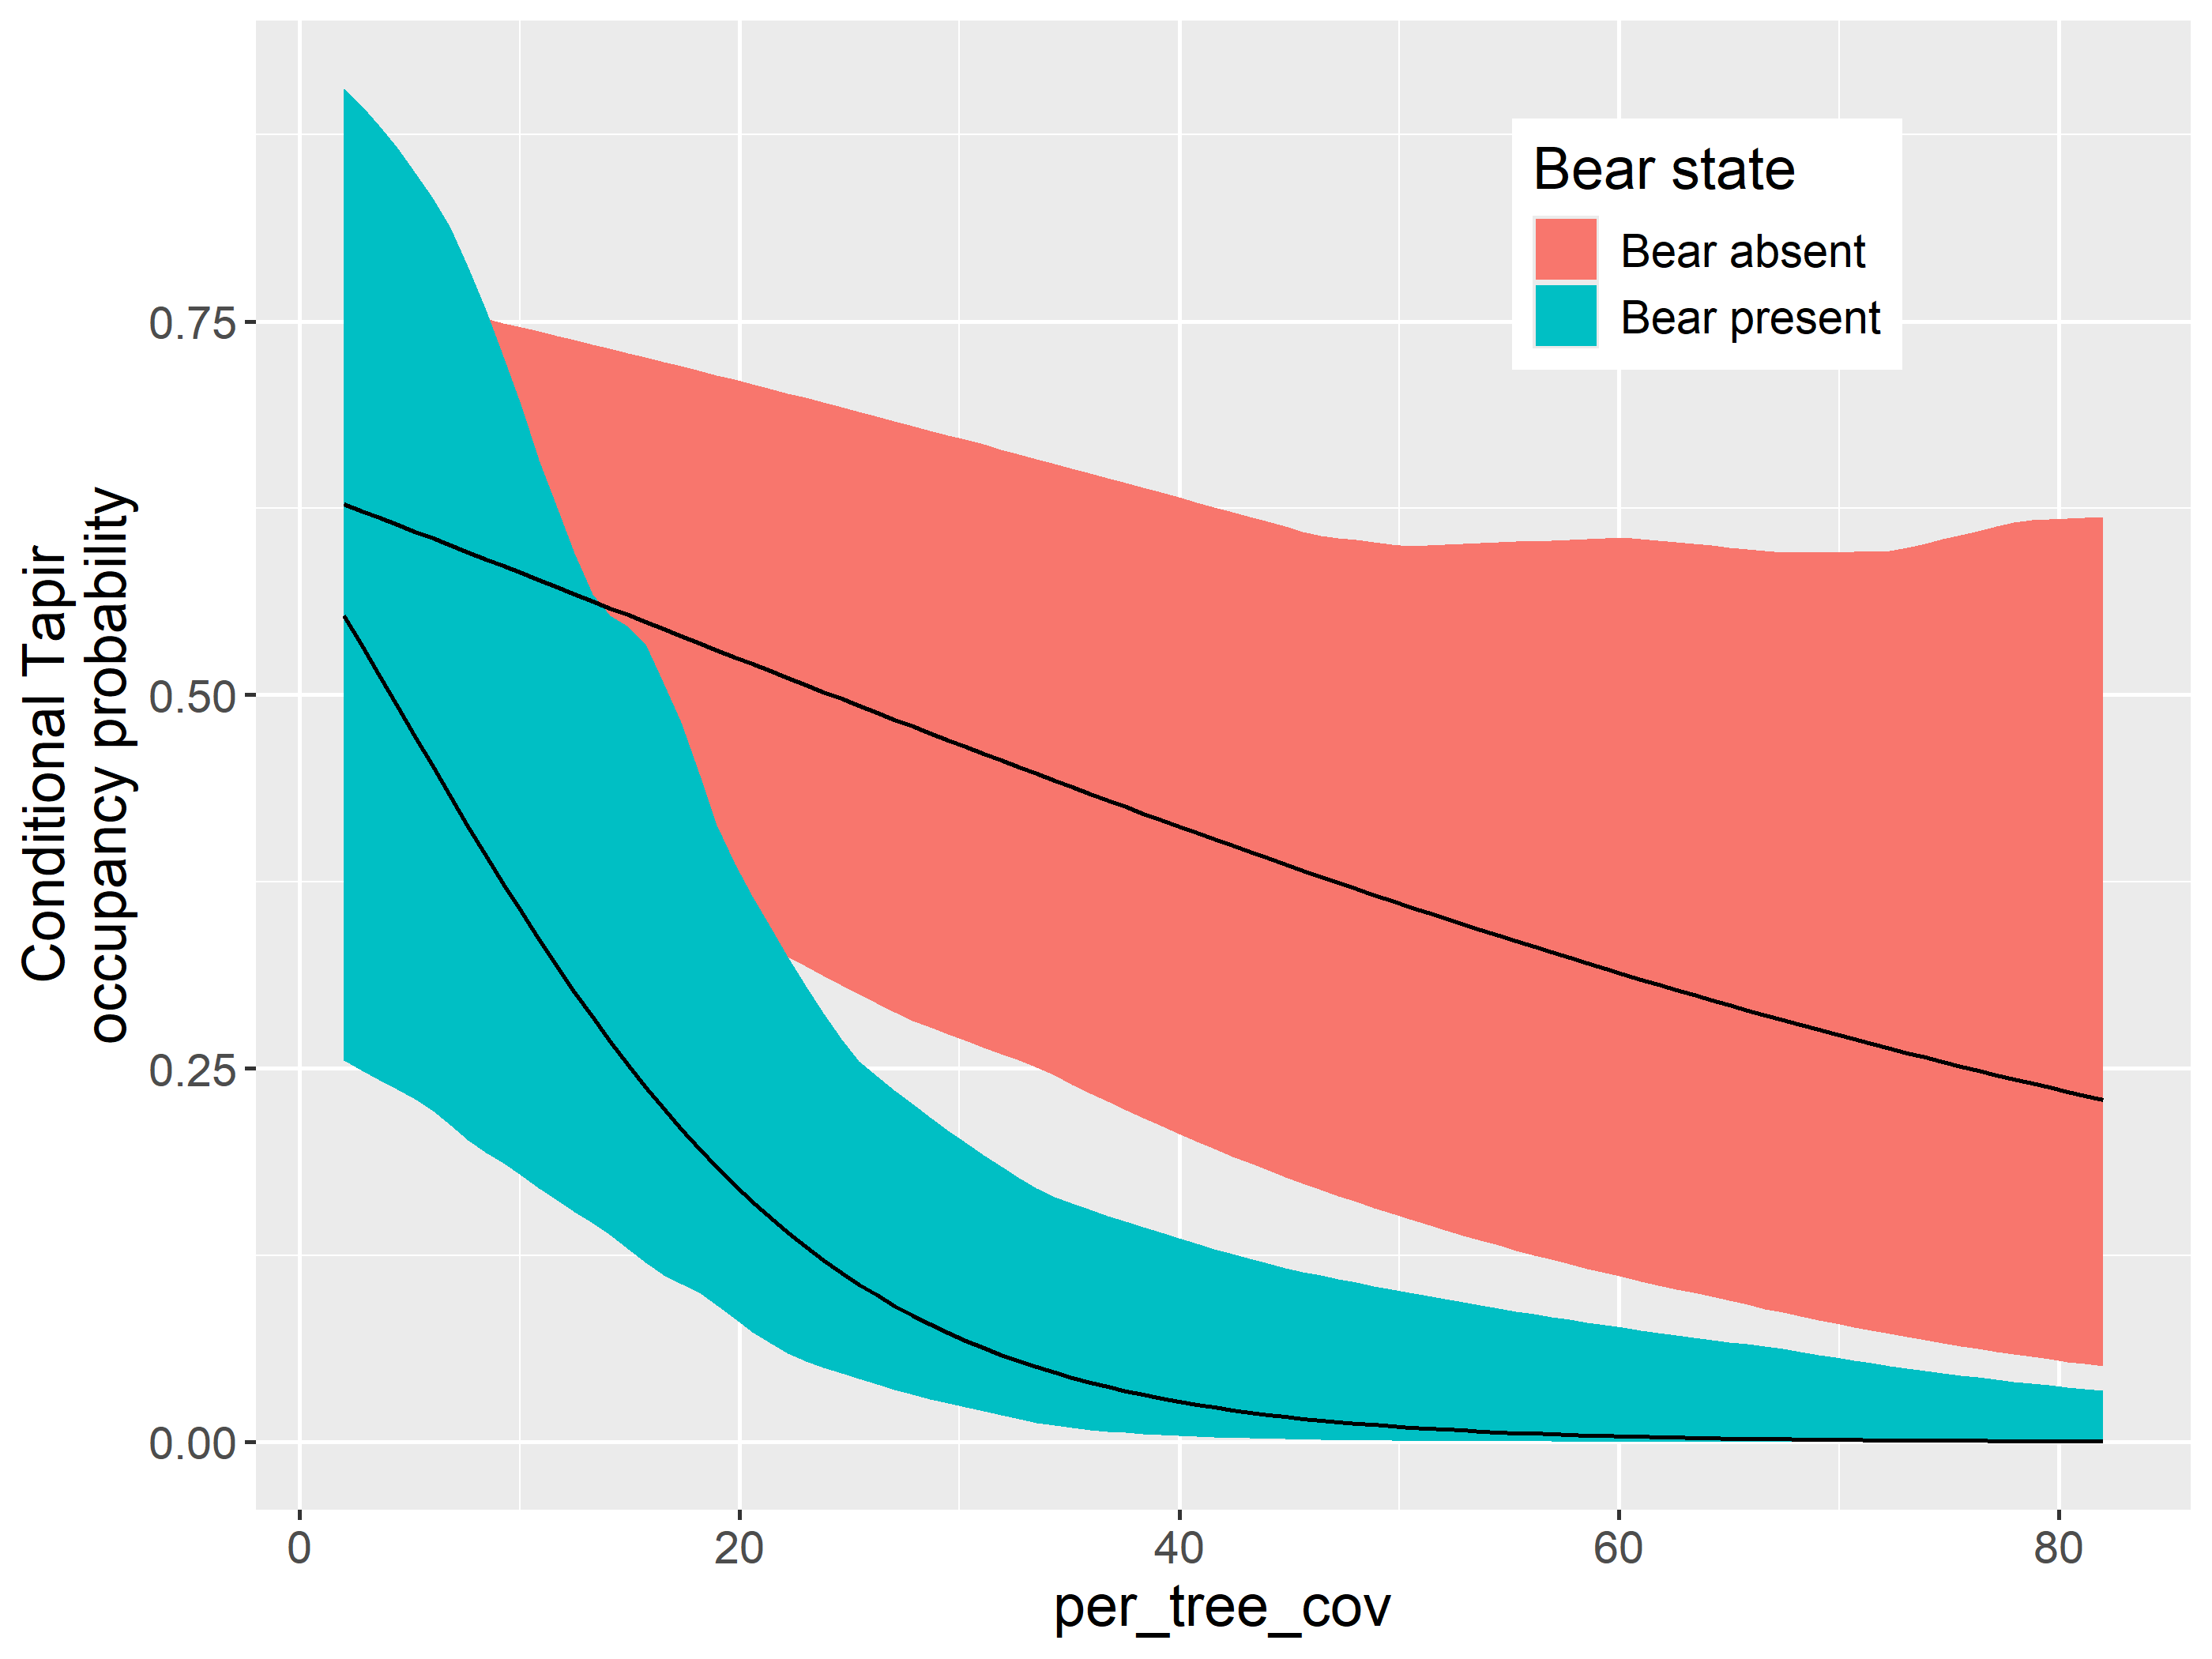 Conditional Tapir
occupancy probability
0.75
0.50
0.25
0.00
0
20
40
60
80
per_tree_cov
Bear state
Bear absent
Bear present